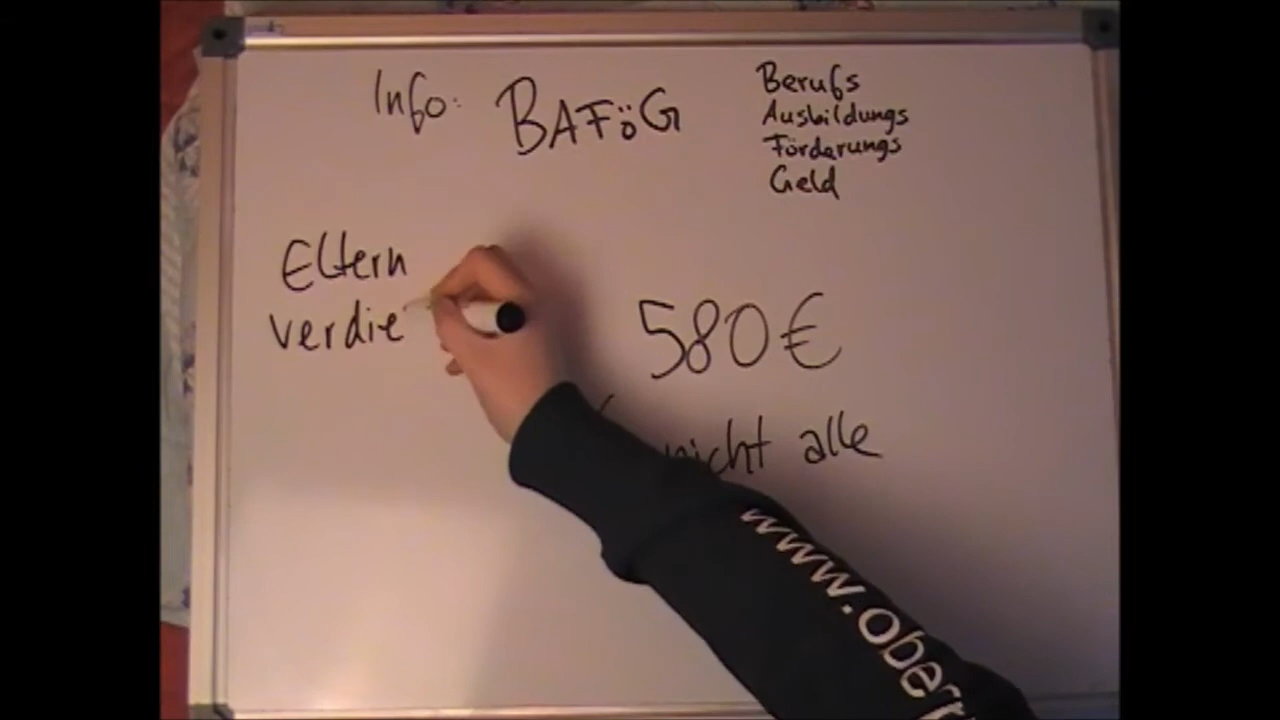 Info: BAFöG
Berufs
Ausbildungs
Förderungs
Geld
Eltern
verdie
580€
nicht alle
www.ober